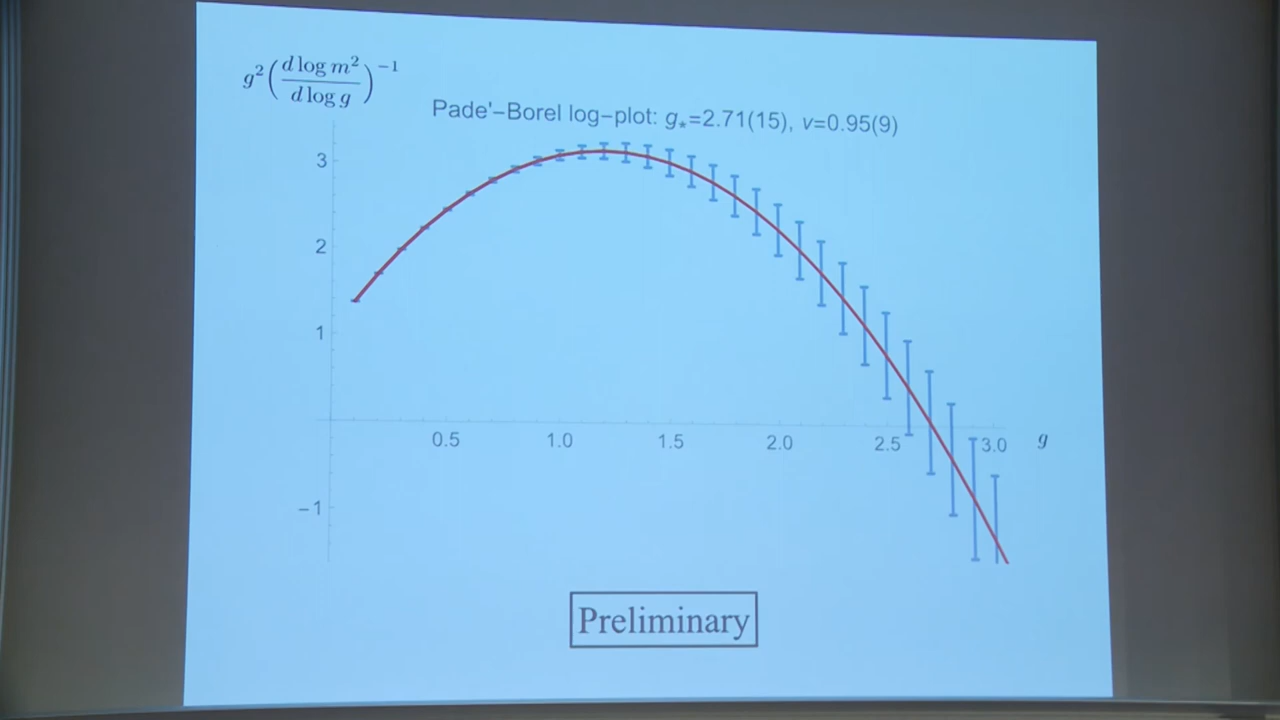 g²(d log m² / d log g)⁻¹
Pade'–Borel log–plot: g⁎=2.71(15), ν=0.95(9)
3
2
1
−1
0.5 1.0 1.5 2.0 2.5 3.0 g
Preliminary